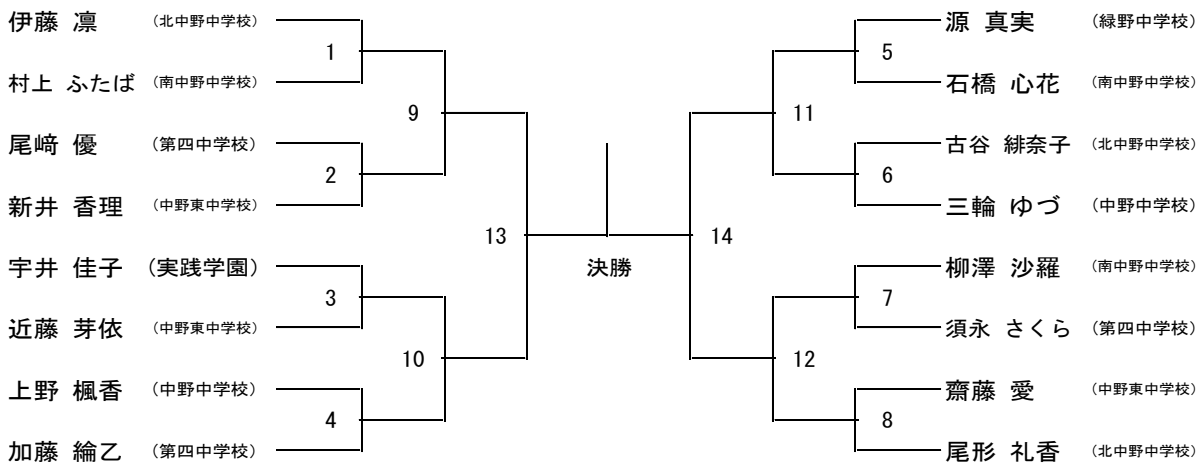 伊藤 凛 （北中野中学校）
1
村上 ふたば （南中野中学校）
9
尾﨑 優 （第四中学校）
2
新井 香理 （中野東中学校）
13
宇井 佳子 （実践学園）
3
近藤 芽依 （中野東中学校）
10
上野 楓香 （中野中学校）
4
加藤 綸乙 （第四中学校）
決勝
源 真実 （緑野中学校）
5
石橋 心花 （南中野中学校）
11
古谷 緋奈子 （北中野中学校）
6
三輪 ゆづ （中野中学校）
14
柳澤 沙羅 （南中野中学校）
7
須永 さくら （第四中学校）
12
齋藤 愛 （中野東中学校）
8
尾形 礼香 （北中野中学校）